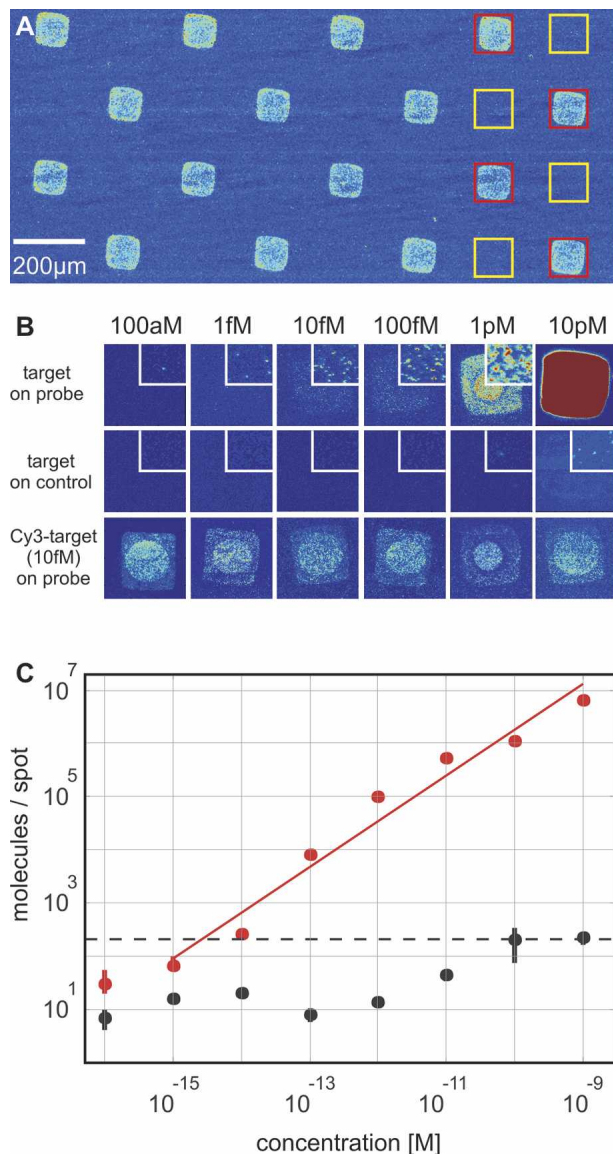 A
200µm
B
100aM 1fM 10fM 100fM 1pM 10pM
target
on probe
target
on control
Cy3-target
(10fM)
on probe
C
molecules / spot
10^7
10^5
10^3
10^1
10^-15 10^-13 10^-11 10^-9
concentration [M]